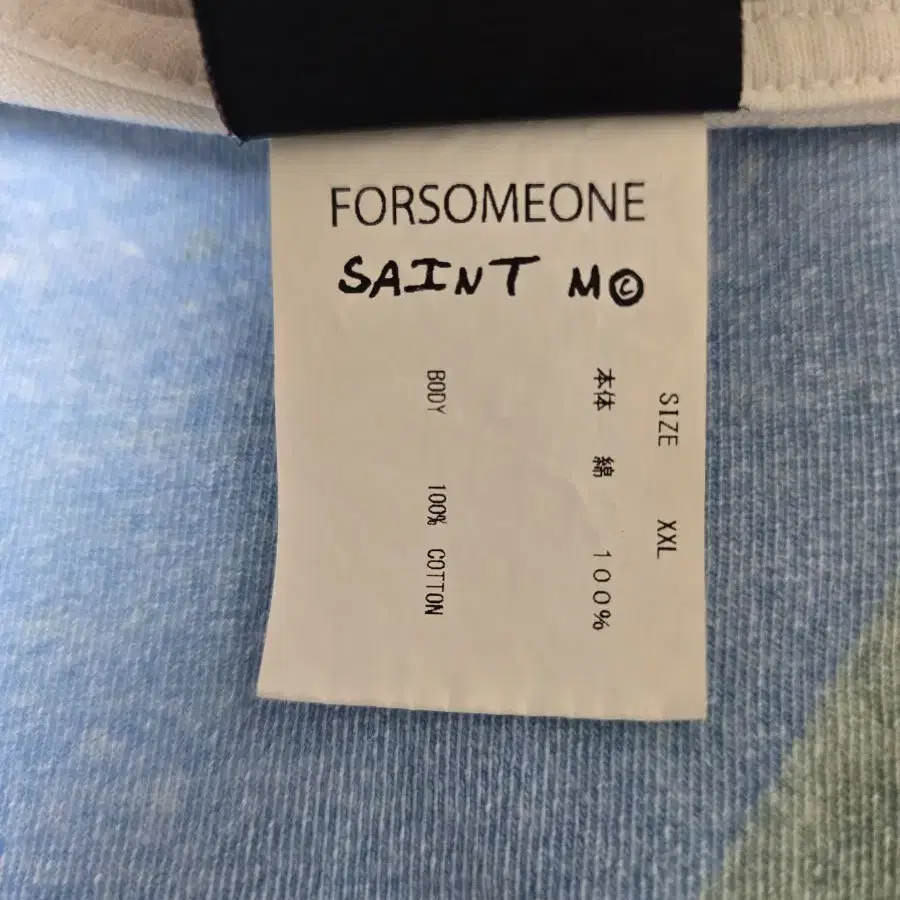 FORSOMEONE
SAINT M©
SIZE XXL
本体 綿 100%
BODY 100% COTTON